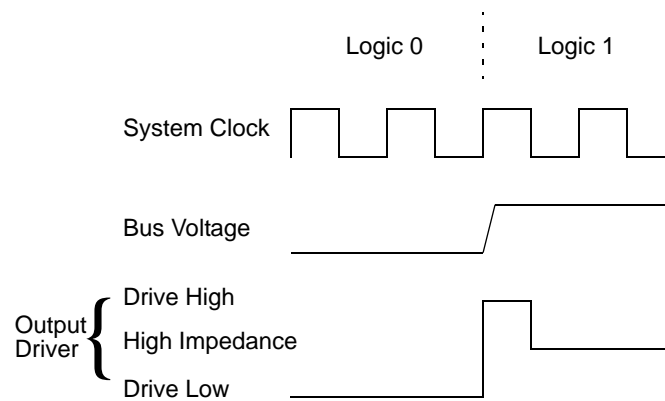 Logic 0
Logic 1
System Clock
Bus Voltage
Drive High
Output
Driver
High Impedance
Drive Low